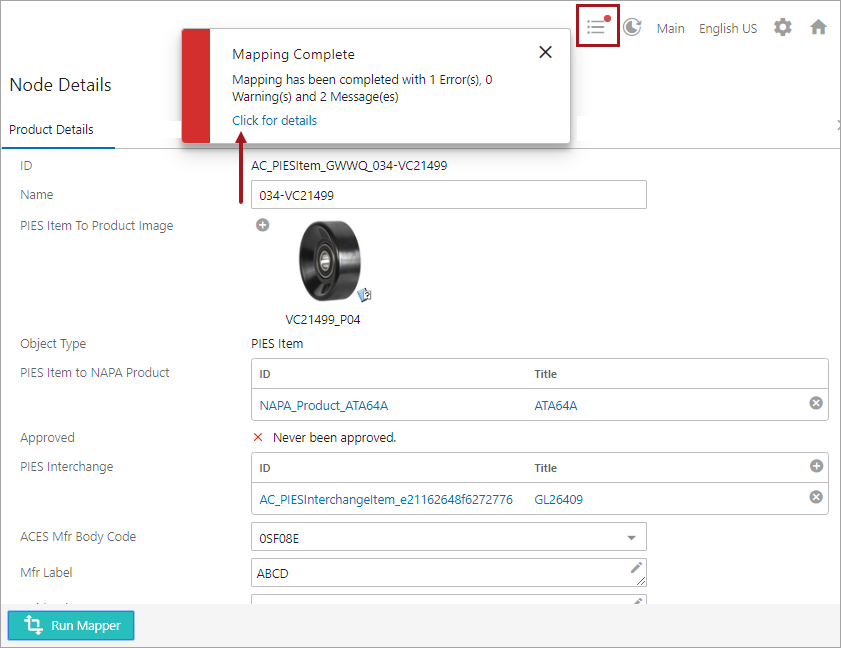 Main
English US
Mapping Complete
Mapping has been completed with 1 Error(s), 0
Warning(s) and 2 Message(es)
Click for details
Node Details
Product Details
ID
AC_PIESItem_GWWQ_034-VC21499
Name
034-VC21499
PIES Item To Product Image
VC21499_P04
Object Type
PIES Item
PIES Item to NAPA Product
ID
Title
NAPA_Product_ATA64A
ATA64A
Approved
Never been approved.
PIES Interchange
ID
Title
AC_PIESInterchangeItem_e21162648f6272776
GL26409
ACES Mfr Body Code
0SF08E
Mfr Label
ABCD
Run Mapper